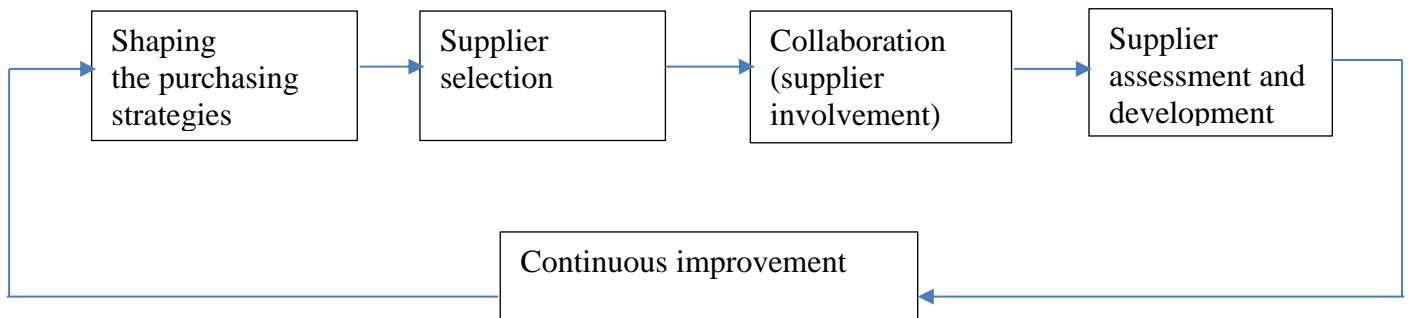 Shaping
the purchasing
strategies
Supplier
selection
Collaboration
(supplier
involvement)
Supplier
assessment and
development
Continuous improvement